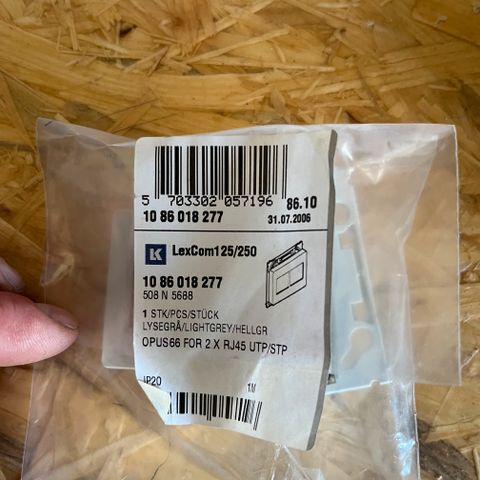 5 703302 057196
86.10
10 86 018 277
31.07.2006
K LexCom125/250
10 86 018 277
508 N 5688
1 STK/PCS/STÜCK
LYSEGRÅ/LIGHTGREY/HELLGR
OPUS66 FOR 2 X RJ45 UTP/STP
IP20
1M